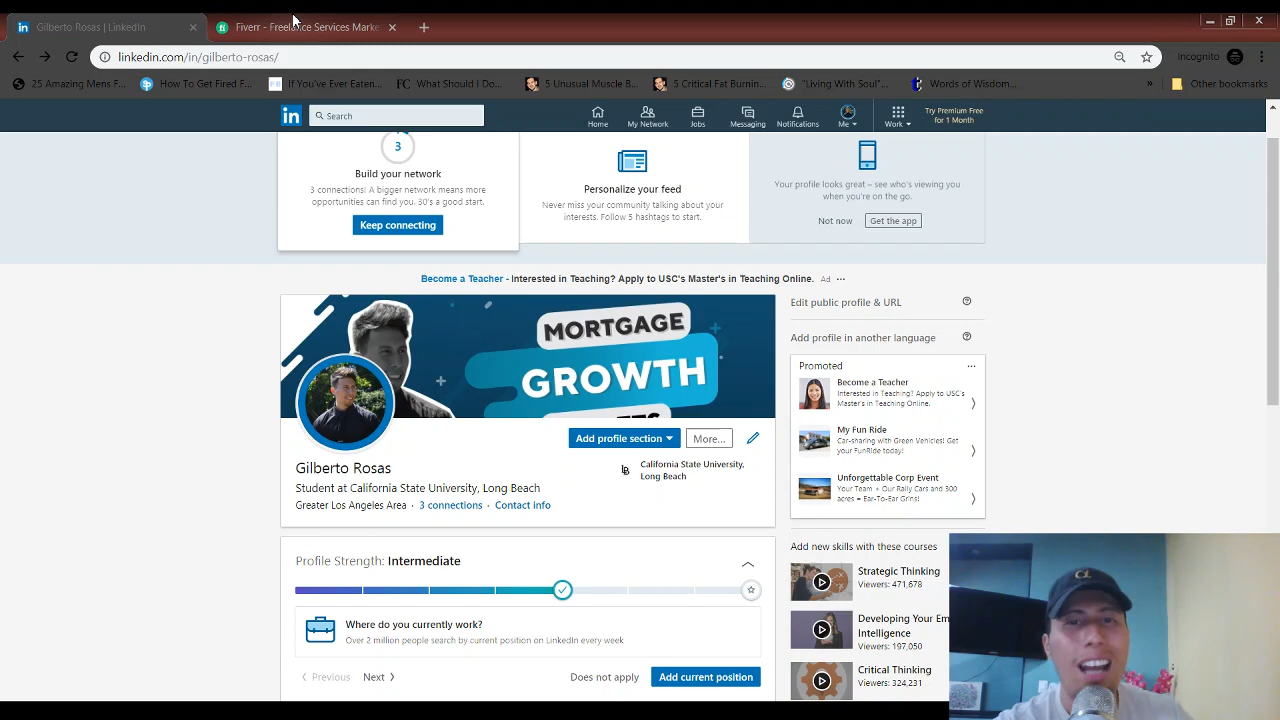 Gilberto Rosas | LinkedIn
Fiverr - Freelance Services Marke
linkedin.com/in/gilberto-rosas/
Incognito
25 Amazing Mens F...
How To Get Fired F...
If You've Ever Eaten...
What Should I Do...
5 Unusual Muscle B...
5 Critical Fat Burnin...
"Living With Soul"...
Words of Wisdom...
»
Other bookmarks
in
Search
Home
My Network
Jobs
Messaging
Notifications
Me
Work
Try Premium Free
for 1 Month
3
Build your network
3 connections! A bigger network means more
opportunities can find you. 30's a good start.
Keep connecting
Personalize your feed
Never miss your community talking about your
interests. Follow 5 hashtags to start.
Your profile looks great – see who's viewing you
when you're on the go.
Not now
Get the app
Become a Teacher - Interested in Teaching? Apply to USC's Master's in Teaching Online. Ad ...
MORTGAGE
GROWTH
Add profile section
More...
Gilberto Rosas
Student at California State University, Long Beach
Greater Los Angeles Area · 3 connections · Contact info
California State University,
Long Beach
Profile Strength: Intermediate
Where do you currently work?
Over 2 million people search by current position on LinkedIn every week
Previous
Next
Does not apply
Add current position
Edit public profile & URL
Add profile in another language
Promoted
...
Become a Teacher
Interested in Teaching? Apply to USC's
Master's in Teaching Online.
My Fun Ride
Car-sharing with Green Vehicles! Get
your FunRide today!
Unforgettable Corp Event
Your Team + Our Rally Cars and 300
acres = Ear-To-Ear Grins!
Add new skills with these courses
Strategic Thinking
Viewers: 471,678
Developing Your Em
Intelligence
Viewers: 197,050
Critical Thinking
Viewers: 324,231